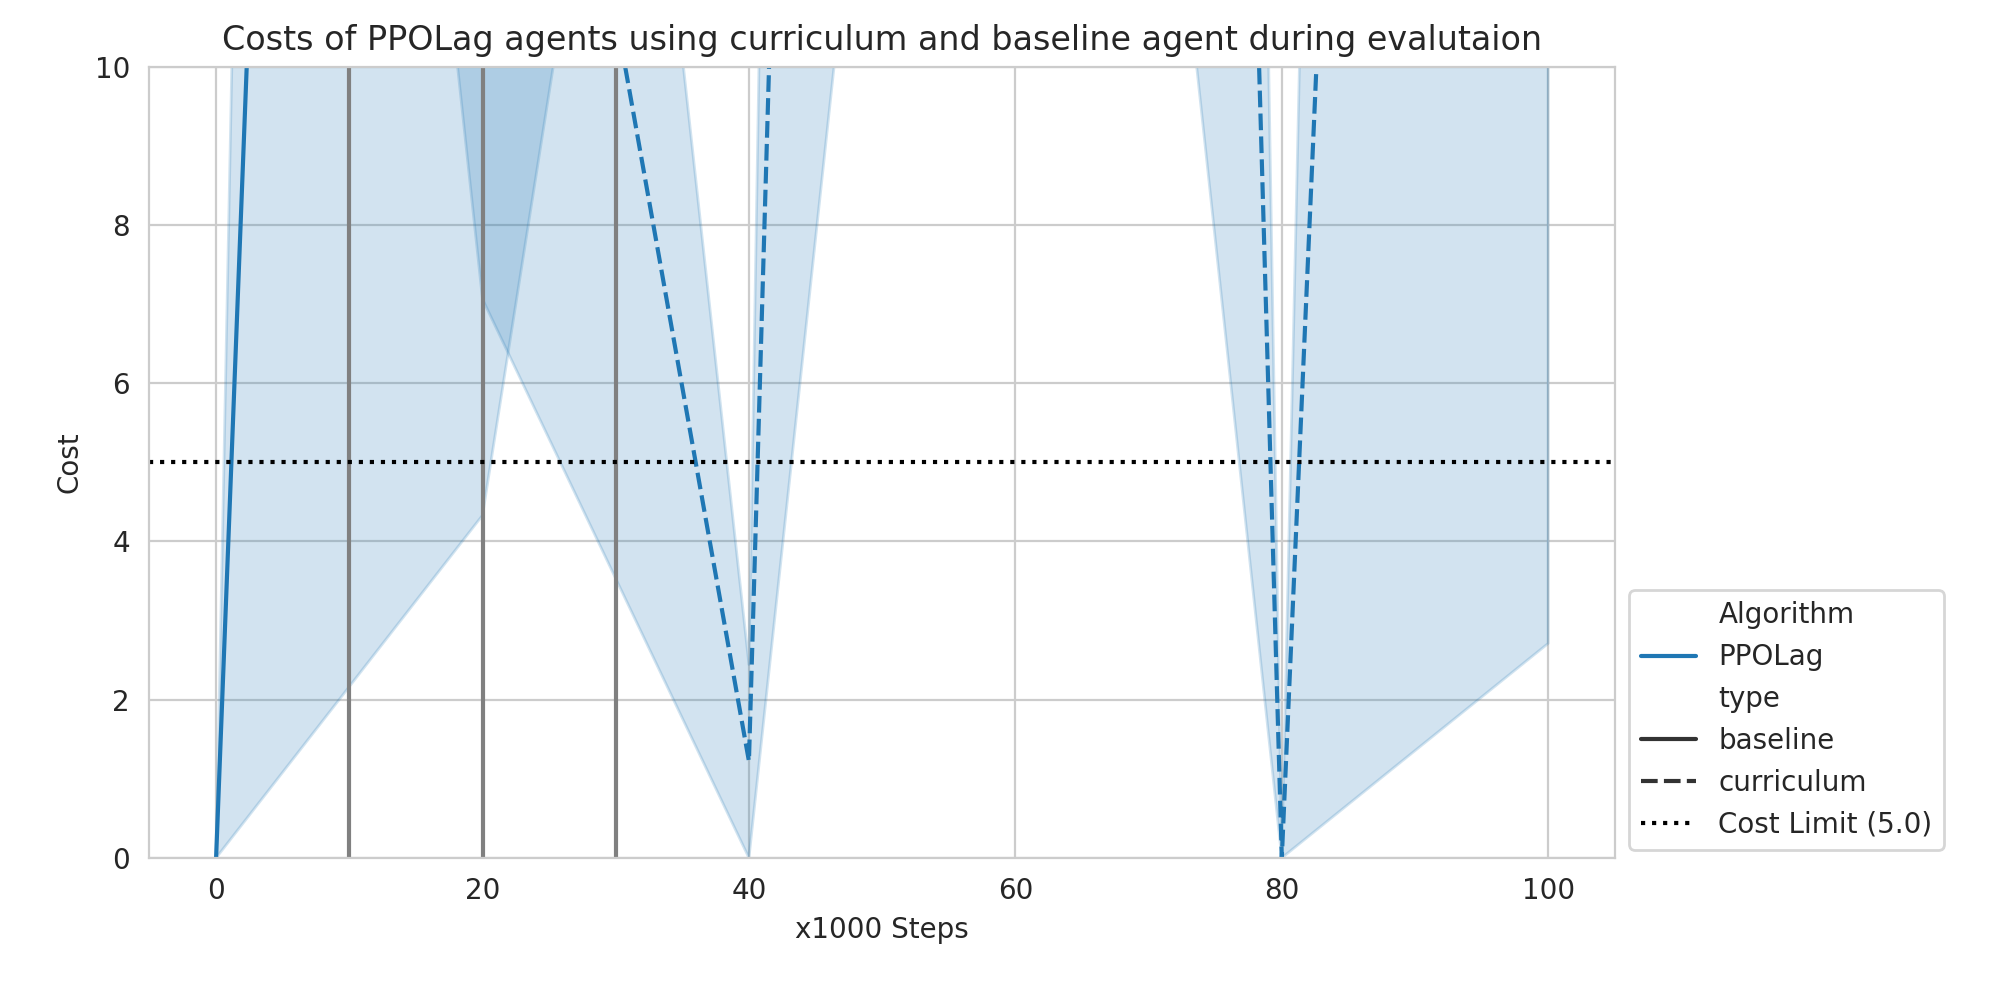 Costs of PPOLag agents using curriculum and baseline agent during evalutaion
10
8
6
4
2
0
Cost
0 20 40 60 80 100
x1000 Steps
Algorithm
PPOLag
type
baseline
curriculum
Cost Limit (5.0)